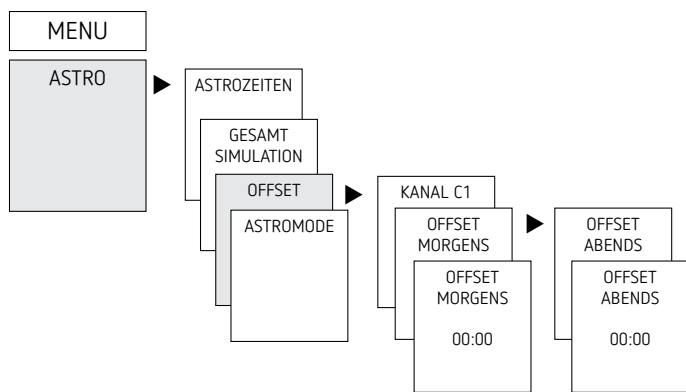 MENU
ASTRO
ASTROZEITEN
GESAMT
SIMULATION
OFFSET
ASTROMODE
KANAL C1
OFFSET
MORGENS
OFFSET
MORGENS
00:00
OFFSET
ABENDS
OFFSET
ABENDS
00:00